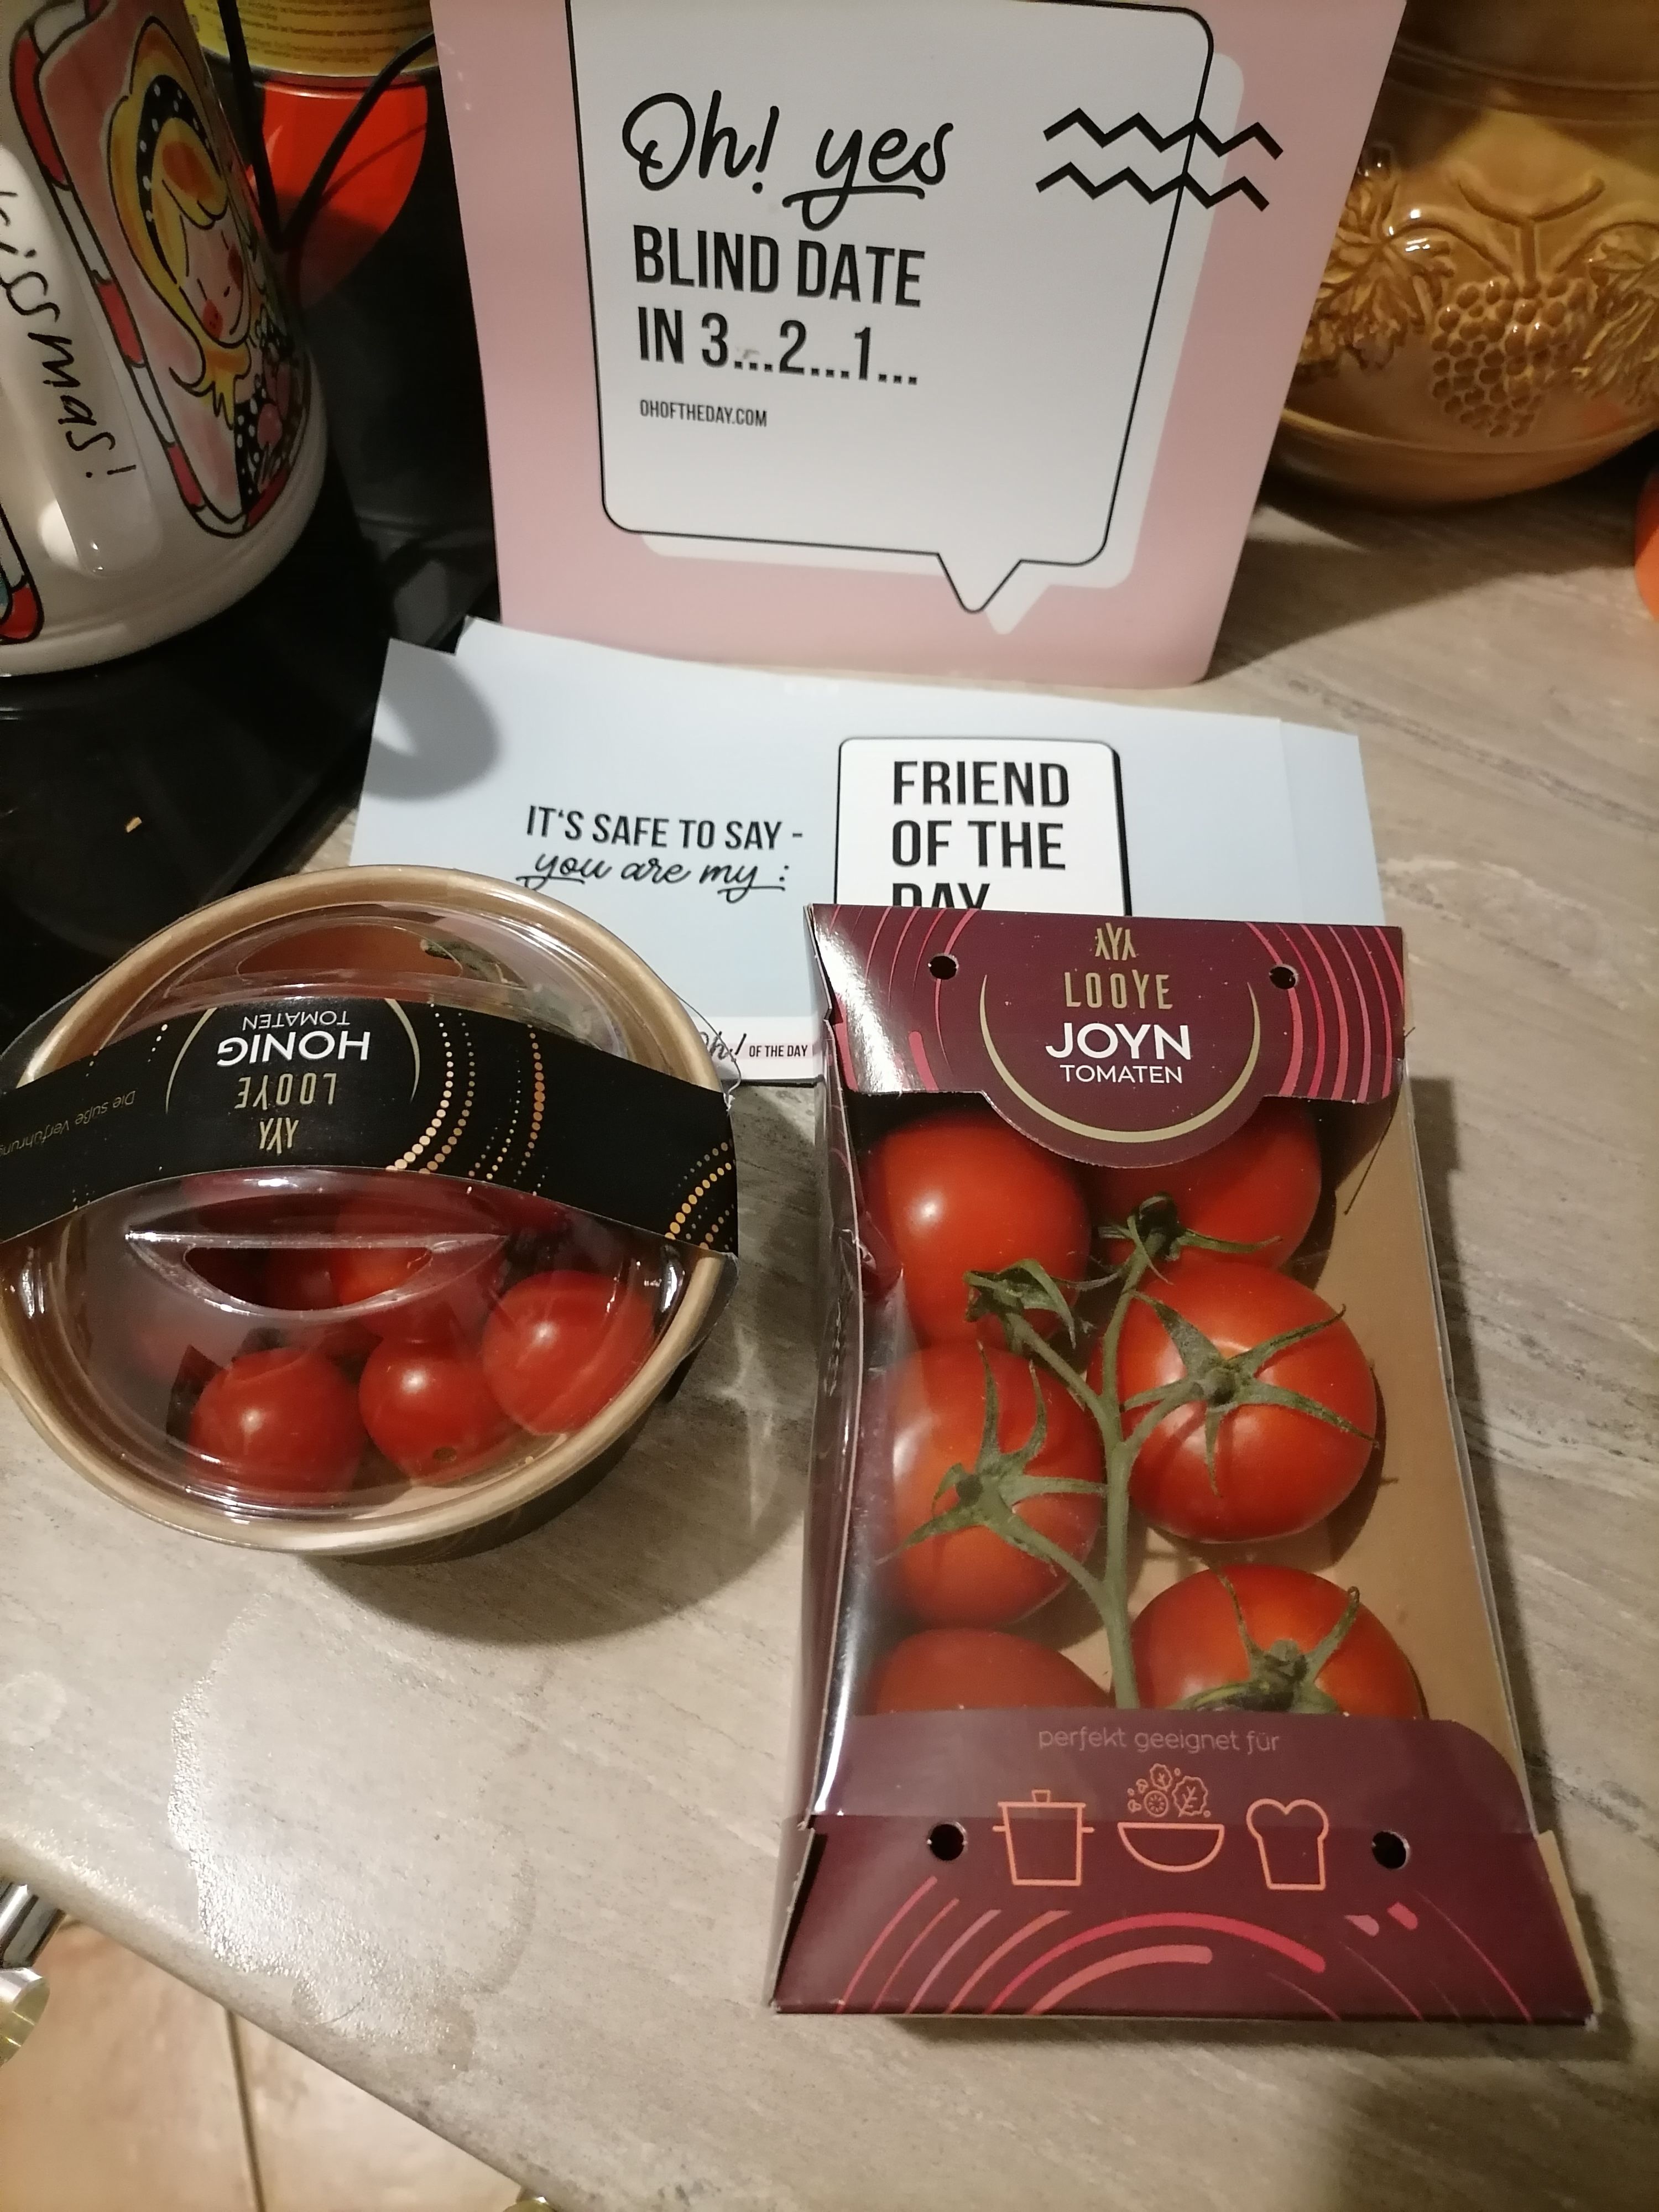 Oh! yes
BLIND DATE
IN 3...2...1...
OHOFTHEDAY.COM
kissmas!
IT'S SAFE TO SAY -
you are my :
FRIEND
OF THE
DAY
Oh! OF THE DAY
LOOYE
HONIG
TOMATEN
Die süße Verführung
LOOYE
JOYN
TOMATEN
perfekt geeignet für